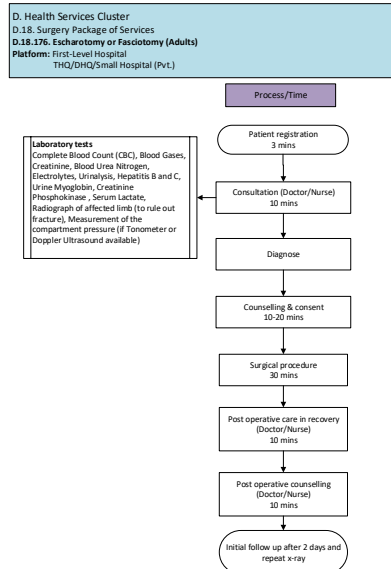 D. Health Services Cluster
D.18. Surgery Package of Services
D.18.176. Escharotomy or Fasciotomy (Adults)
Platform: First-Level Hospital
THQ/DHQ/Small Hospital (Pvt.)
Process/Time
Patient registration
3 mins
Laboratory tests
Complete Blood Count (CBC), Blood Gases,
Creatinine, Blood Urea Nitrogen,
Electrolytes, Urinalysis, Hepatitis B and C,
Urine Myoglobin, Creatinine
Phosphokinase , Serum Lactate,
Radiograph of affected limb (to rule out
fracture), Measurement of the
compartment pressure (if Tonometer or
Doppler Ultrasound available)
Consultation (Doctor/Nurse)
10 mins
Diagnose
Counselling & consent
10-20 mins
Surgical procedure
30 mins
Post operative care in recovery
(Doctor/Nurse)
10 mins
Post operative counselling
(Doctor/Nurse)
10 mins
Initial follow up after 2 days and
repeat x-ray